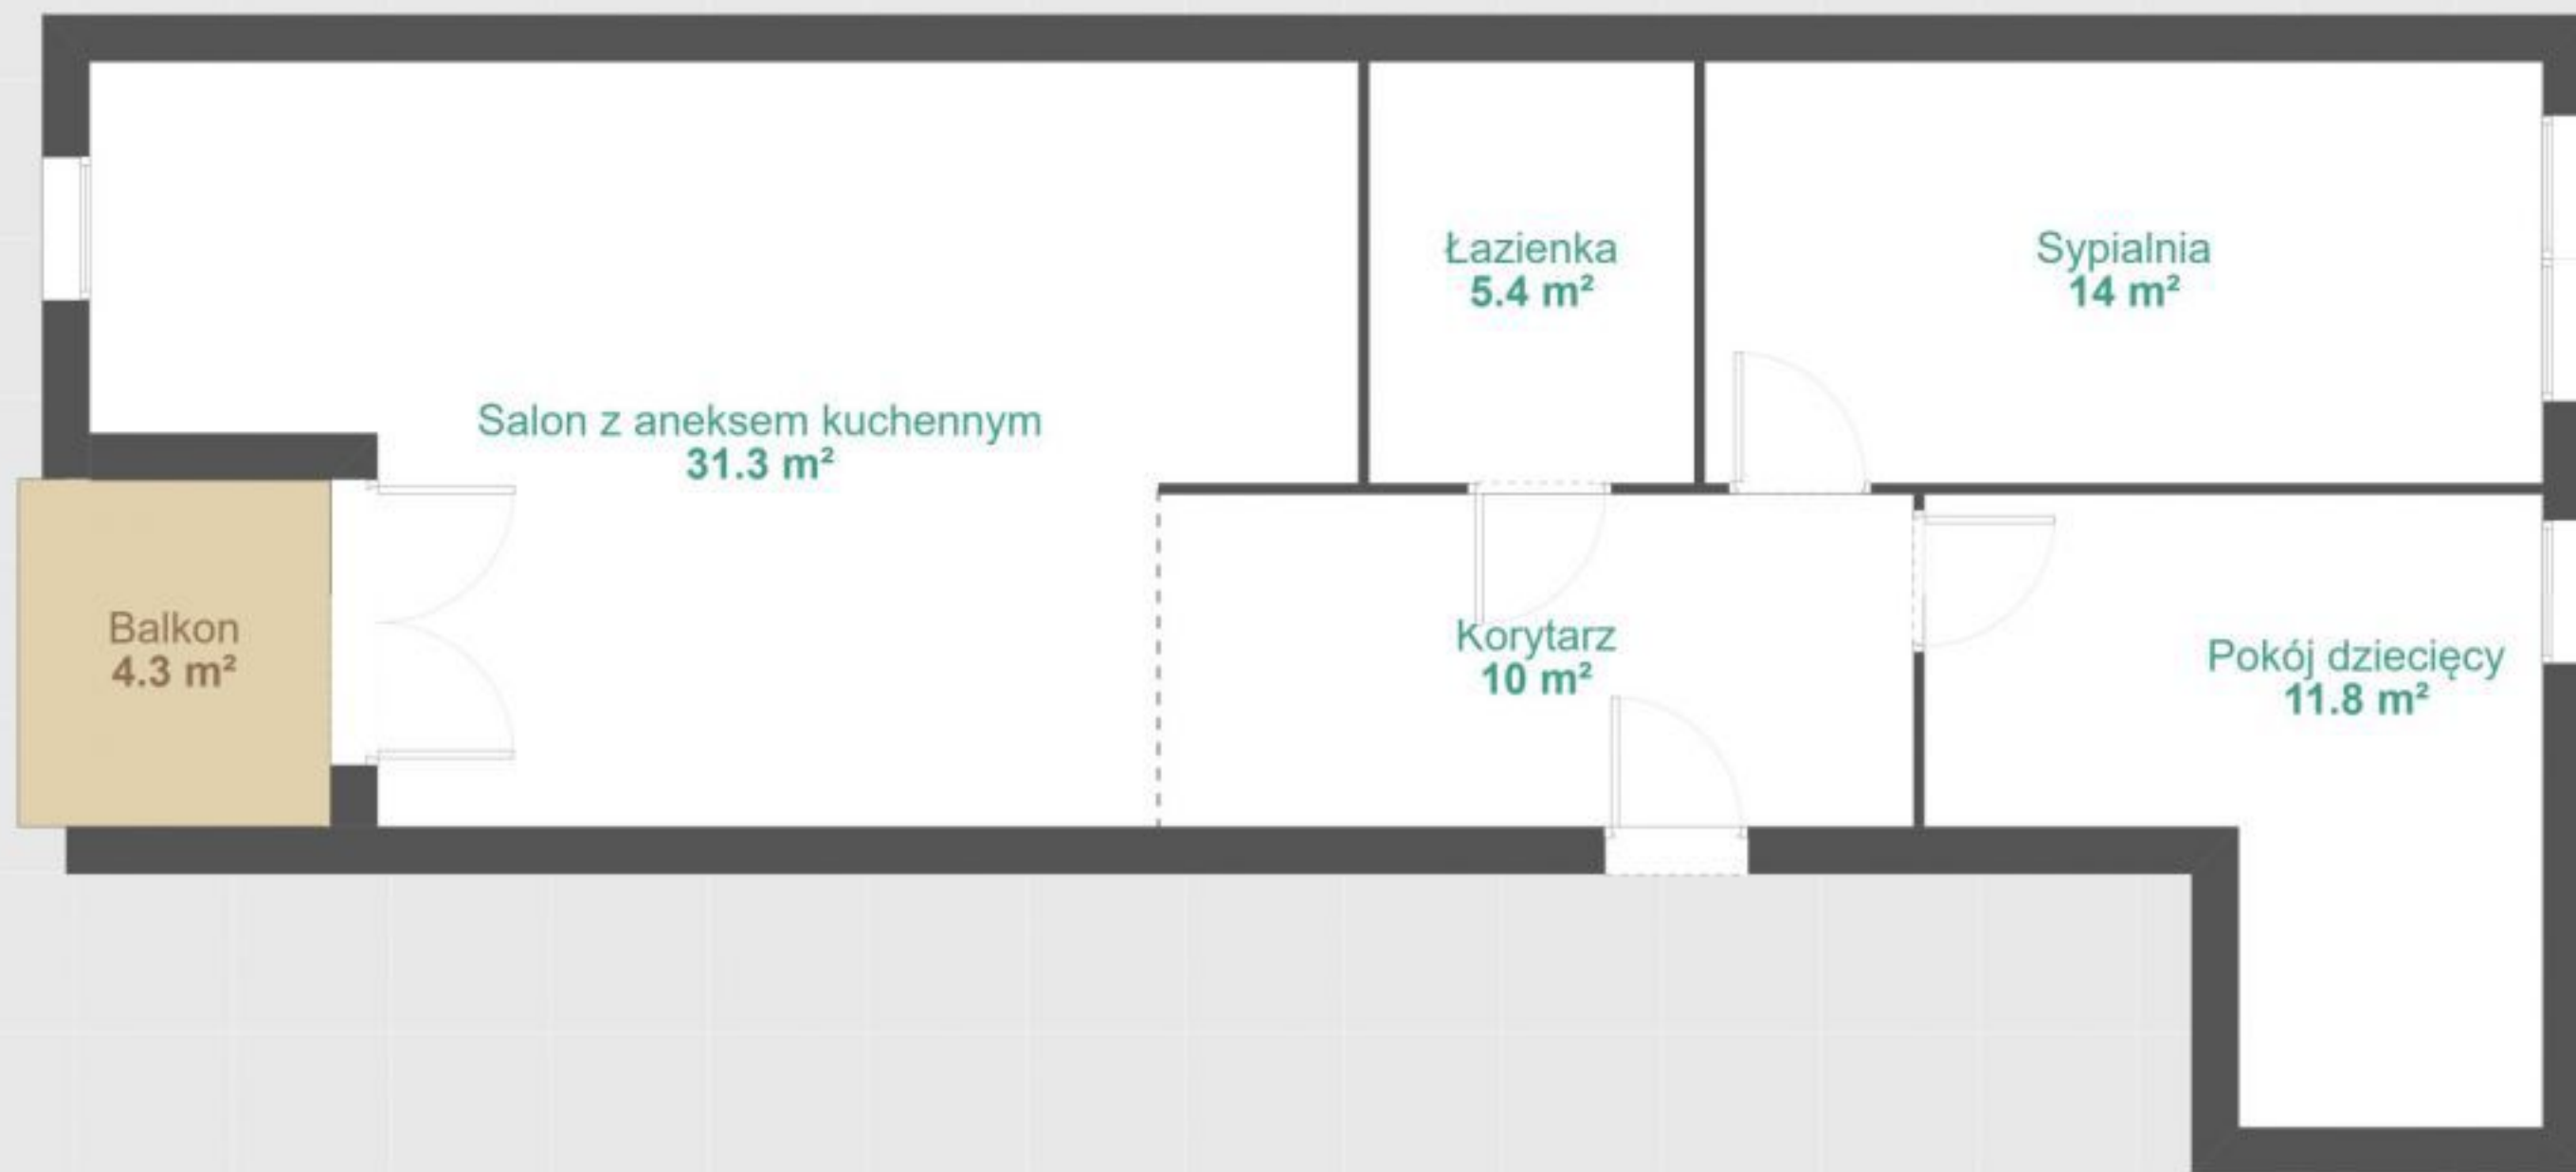 Łazienka
5.4 m²
Sypialnia
14 m²
Salon z aneksem kuchennym
31.3 m²
Balkon
4.3 m²
Korytarz
10 m²
Pokój dziecięcy
11.8 m²